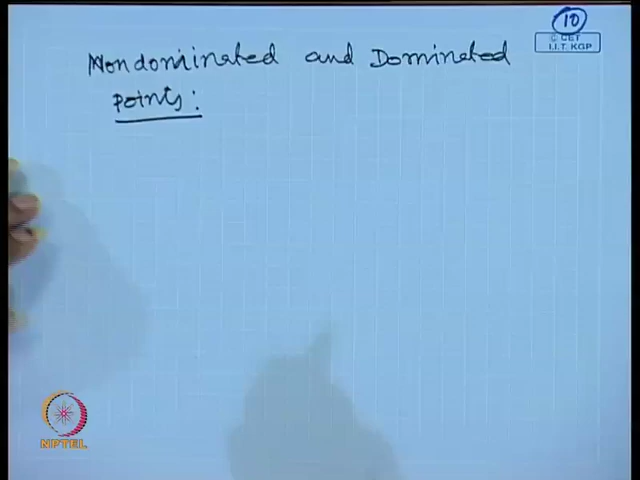 10
© CET
I.I.T. KGP
Nondominated and Dominated
points:
NPTEL